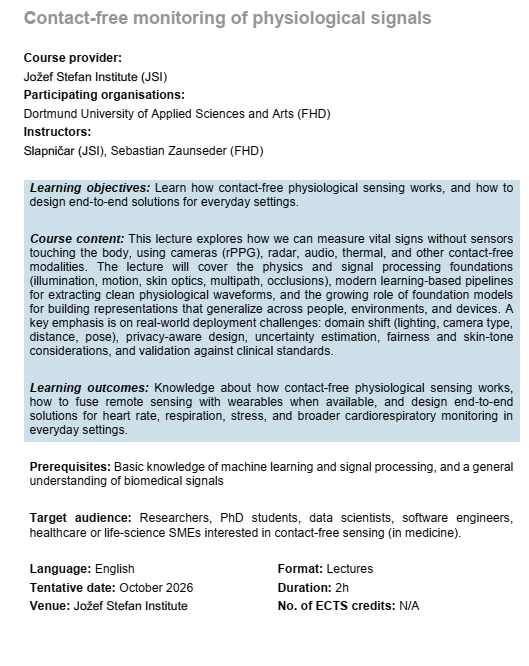 Contact-free monitoring of physiological signals
Course provider:
Jožef Stefan Institute (JSI)
Participating organisations:
Dortmund University of Applied Sciences and Arts (FHD)
Instructors:
Slapničar (JSI), Sebastian Zaunseder (FHD)
Learning objectives: Learn how contact-free physiological sensing works, and how to
design end-to-end solutions for everyday settings.
Course content: This lecture explores how we can measure vital signs without sensors
touching the body, using cameras (rPPG), radar, audio, thermal, and other contact-free
modalities. The lecture will cover the physics and signal processing foundations
(illumination, motion, skin optics, multipath, occlusions), modern learning-based pipelines
for extracting clean physiological waveforms, and the growing role of foundation models
for building representations that generalize across people, environments, and devices. A
key emphasis is on real-world deployment challenges: domain shift (lighting, camera type,
distance, pose), privacy-aware design, uncertainty estimation, fairness and skin-tone
considerations, and validation against clinical standards.
Learning outcomes: Knowledge about how contact-free physiological sensing works,
how to fuse remote sensing with wearables when available, and design end-to-end
solutions for heart rate, respiration, stress, and broader cardiorespiratory monitoring in
everyday settings.
Prerequisites: Basic knowledge of machine learning and signal processing, and a general
understanding of biomedical signals
Target audience: Researchers, PhD students, data scientists, software engineers,
healthcare or life-science SMEs interested in contact-free sensing (in medicine).
Language: English
Format: Lectures
Tentative date: October 2026
Duration: 2h
Venue: Jožef Stefan Institute
No. of ECTS credits: N/A